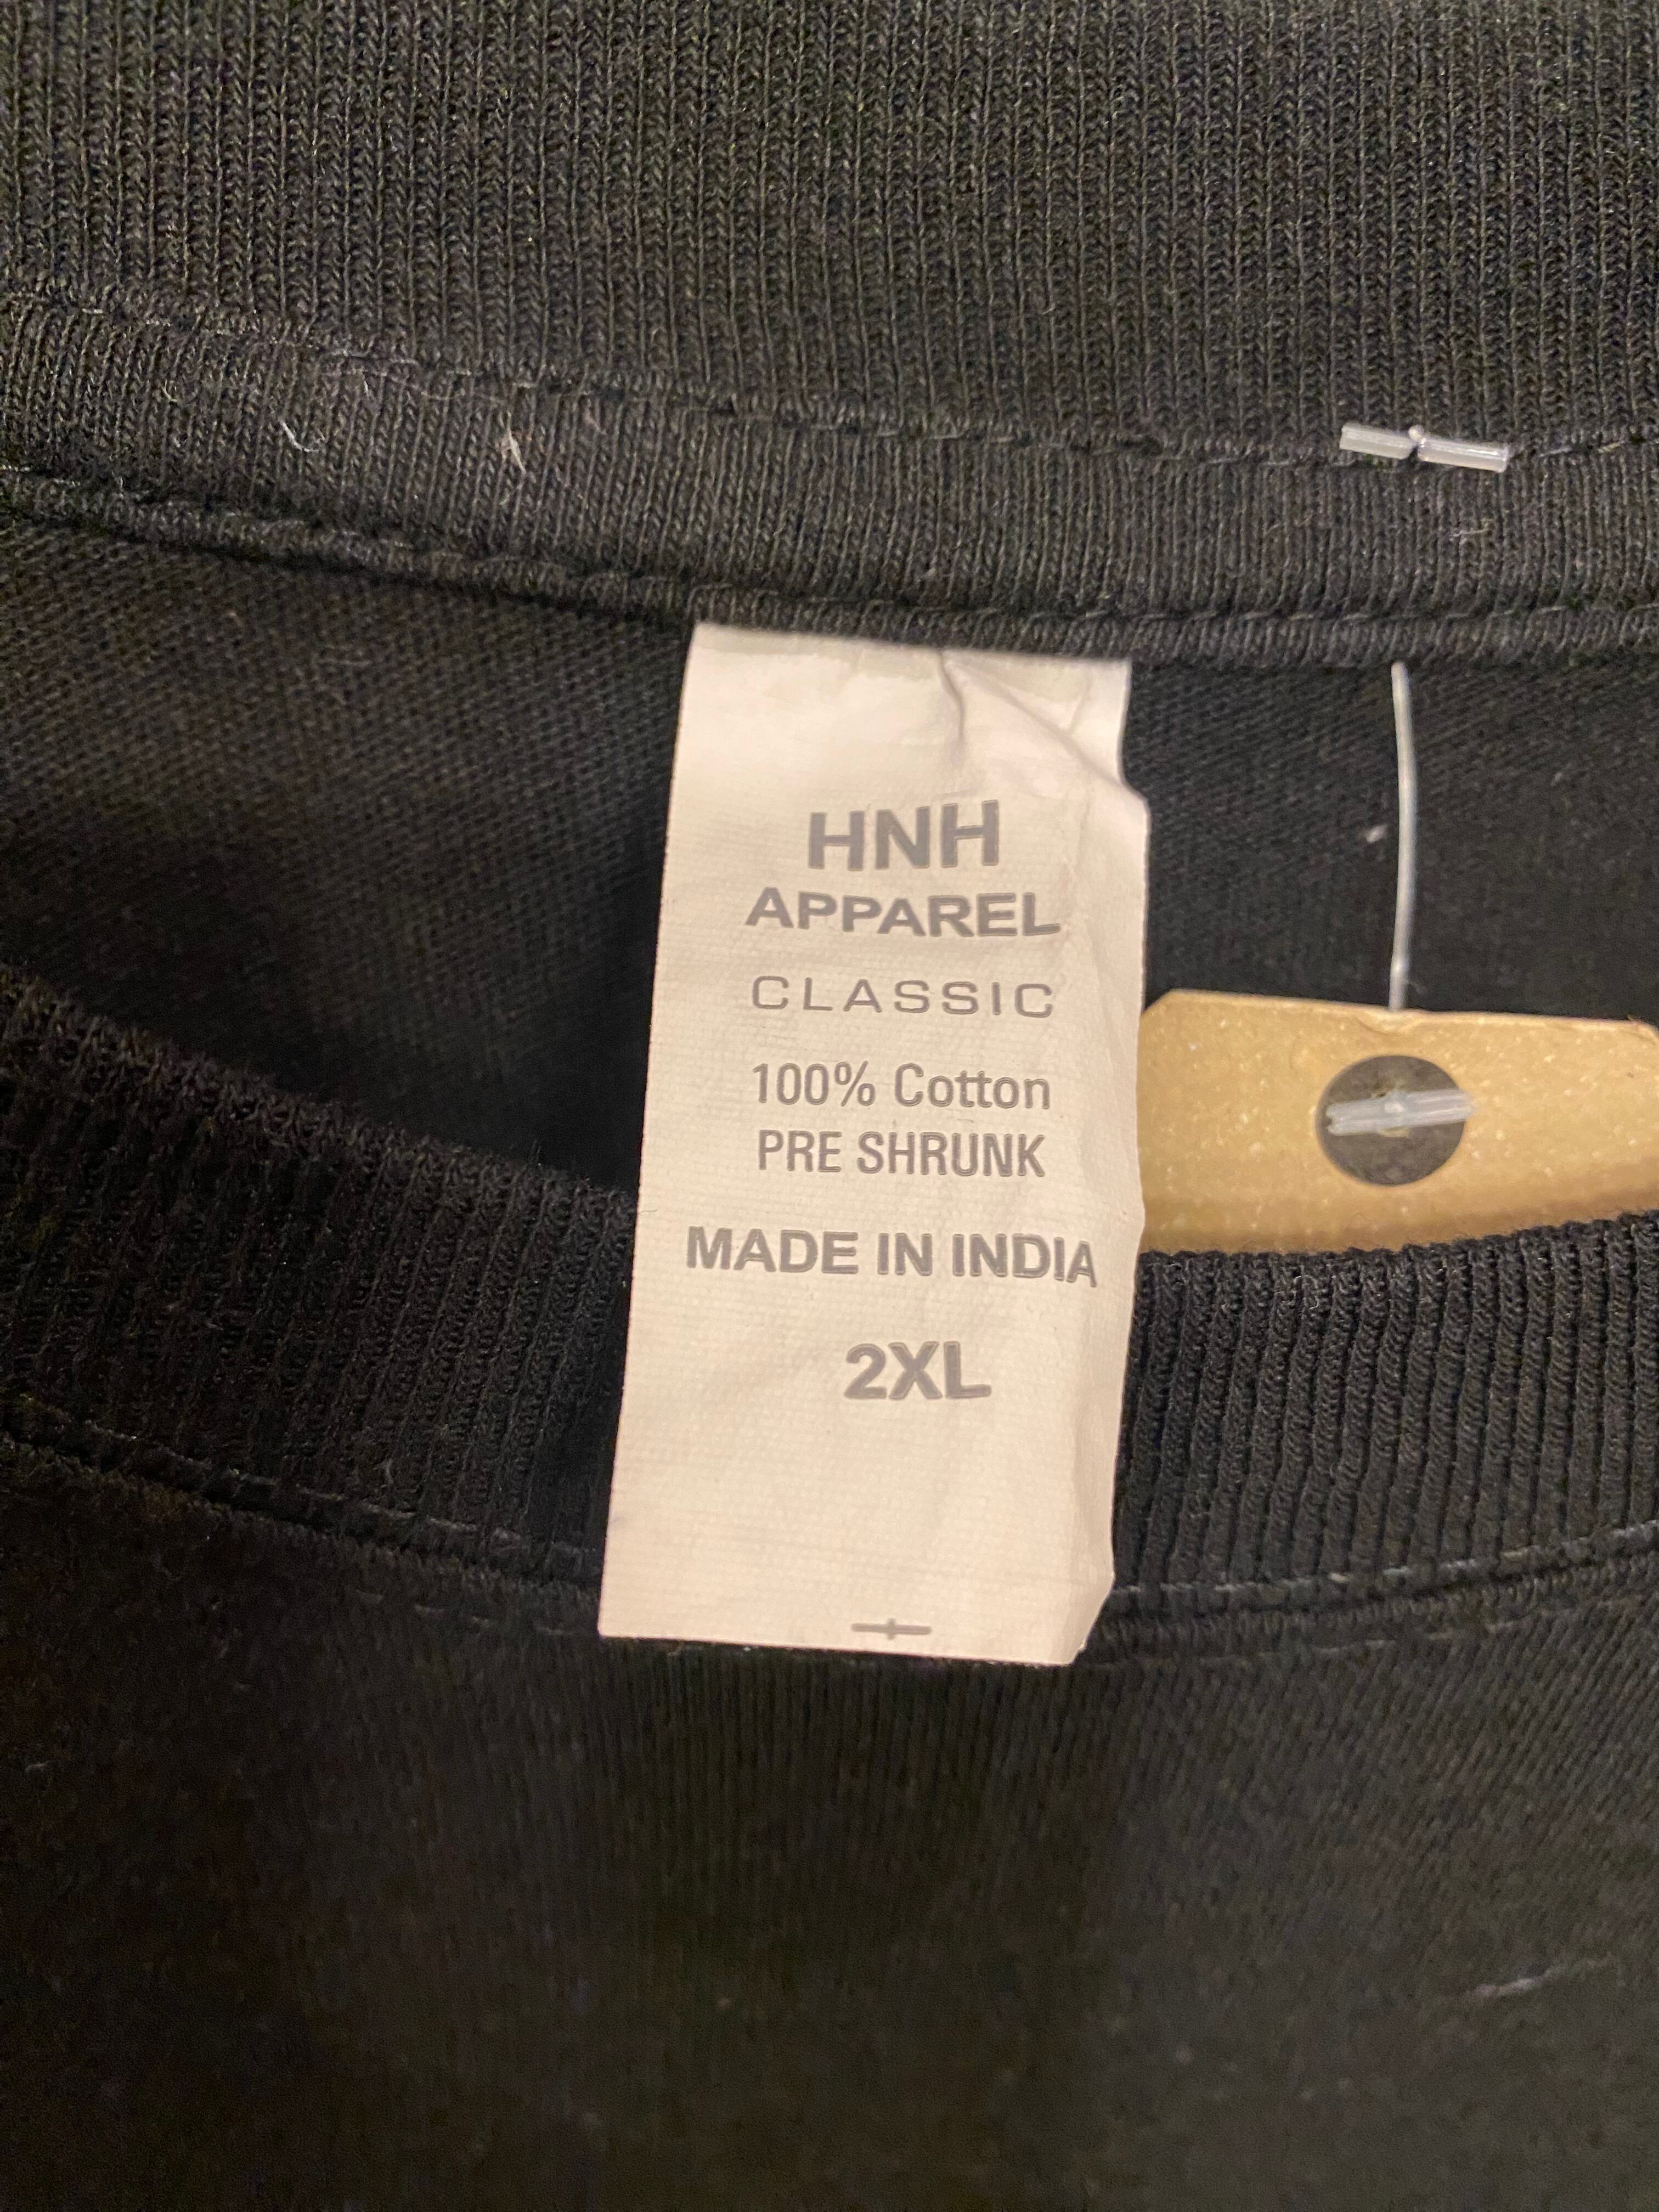 HNH
APPAREL
CLASSIC
100% Cotton
PRE SHRUNK
MADE IN INDIA
2XL